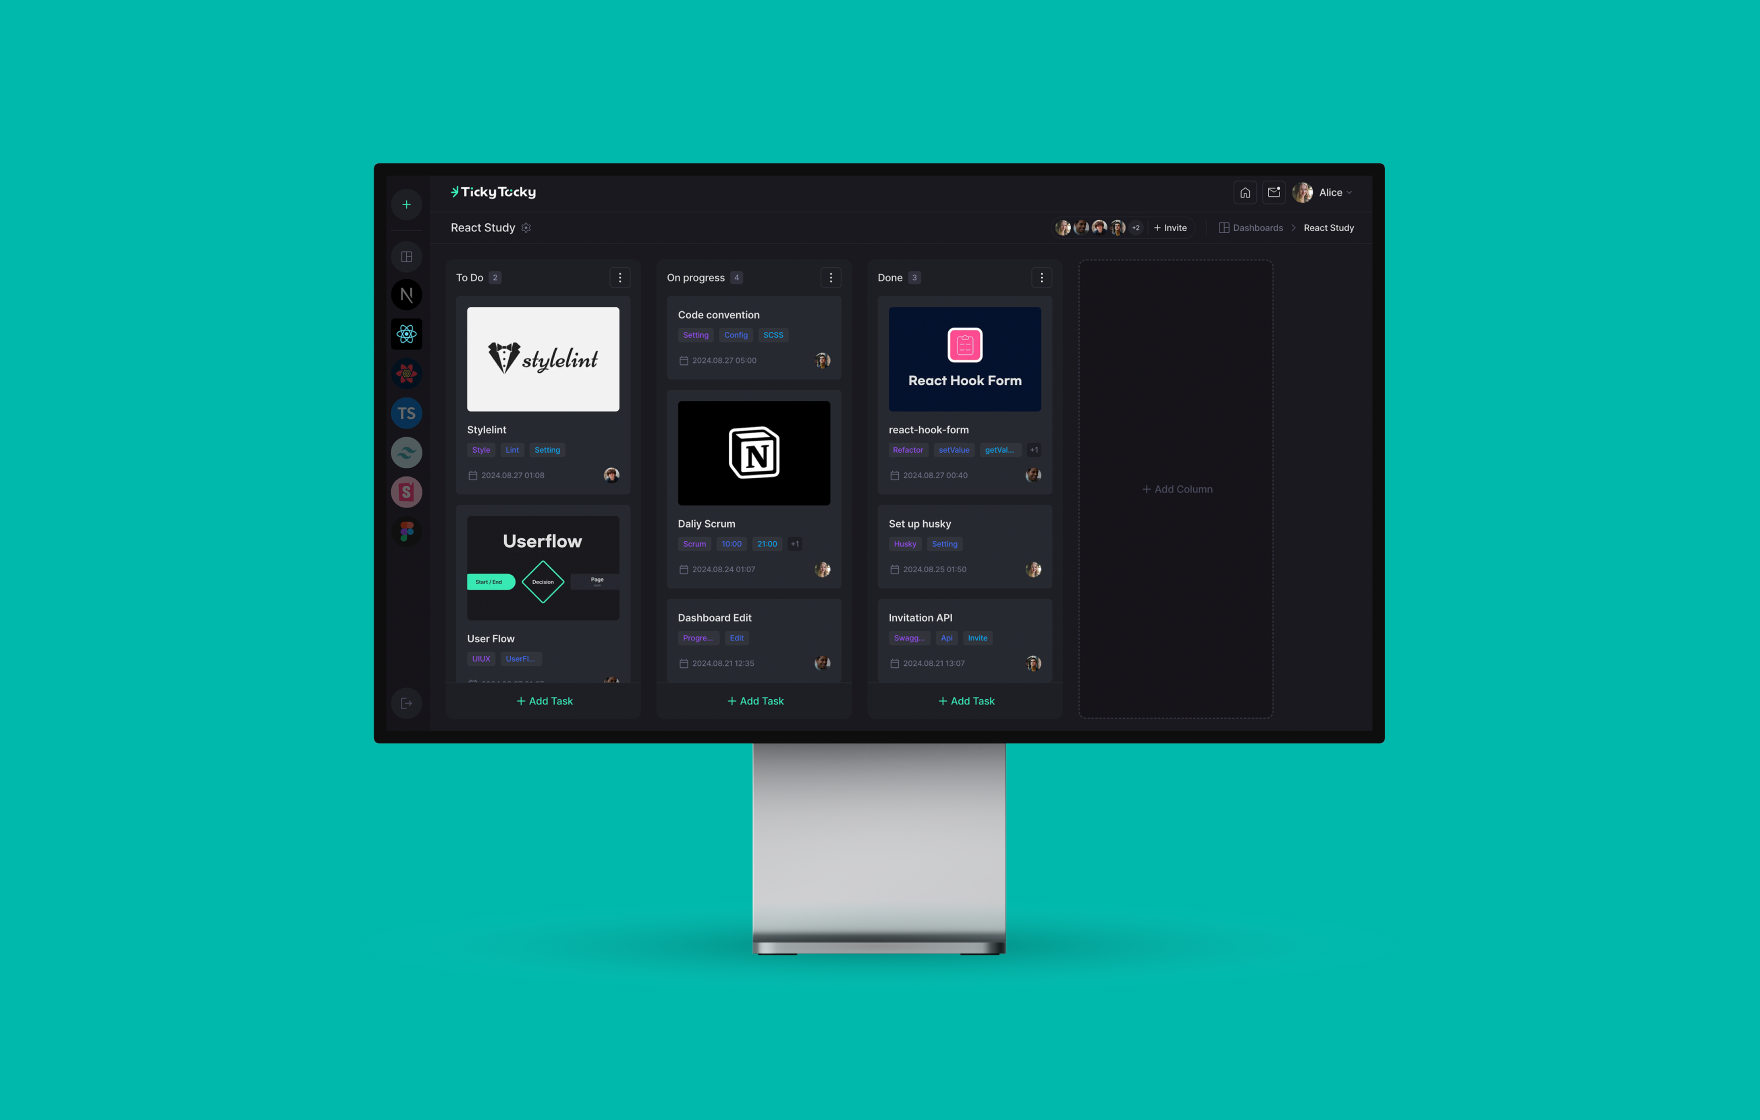 TickyTocky
Alice
React Study
+2
+ Invite
Dashboards > React Study
To Do 2
stylelint
Stylelint
Style Lint Setting
2024.08.27 01:08
Userflow
Start / End
Decision
Page
User Flow
UIUX UserFl...
+ Add Task
On progress 4
Code convention
Setting Config SCSS
2024.08.27 05:00
N
Daliy Scrum
Scrum 10:00 21:00 +1
2024.08.24 01:07
Dashboard Edit
Progre... Edit
2024.08.21 12:35
+ Add Task
Done 3
React Hook Form
react-hook-form
Refactor setValue getVal... +1
2024.08.27 00:40
Set up husky
Husky Setting
2024.08.25 01:50
Invitation API
Swagg... Api Invite
2024.08.21 13:07
+ Add Task
+ Add Column
N
TS
S